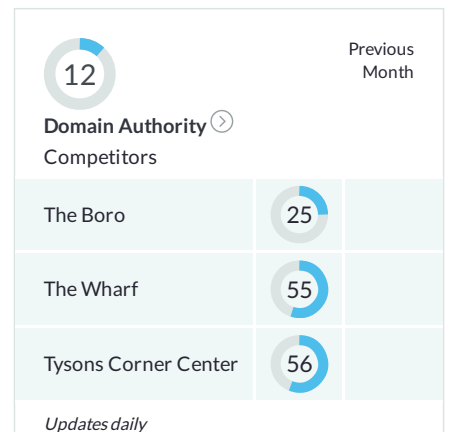 12
Previous
Month
Domain Authority
Competitors
The Boro 25
The Wharf 55
Tysons Corner Center 56
Updates daily